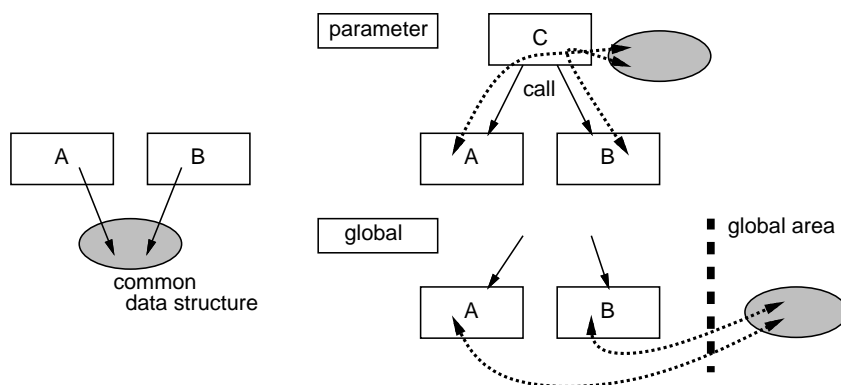 parameter
C
call
A
B
A
B
common
data structure
global
global area
A
B